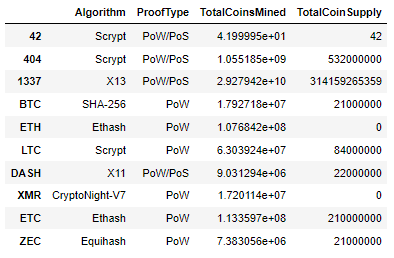 Algorithm ProofType TotalCoinsMined TotalCoinSupply
42 Scrypt PoW/PoS 4.199995e+01 42
404 Scrypt PoW/PoS 1.055185e+09 532000000
1337 X13 PoW/PoS 2.927942e+10 314159265359
BTC SHA-256 PoW 1.792718e+07 21000000
ETH Ethash PoW 1.076842e+08 0
LTC Scrypt PoW 6.303924e+07 84000000
DASH X11 PoW/PoS 9.031294e+06 22000000
XMR CryptoNight-V7 PoW 1.720114e+07 0
ETC Ethash PoW 1.133597e+08 210000000
ZEC Equihash PoW 7.383056e+06 21000000